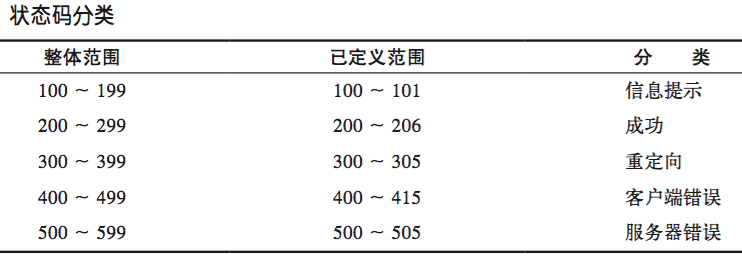 状态码分类
整体范围 已定义范围 分 类
100 ~ 199 100 ~ 101 信息提示
200 ~ 299 200 ~ 206 成功
300 ~ 399 300 ~ 305 重定向
400 ~ 499 400 ~ 415 客户端错误
500 ~ 599 500 ~ 505 服务器错误